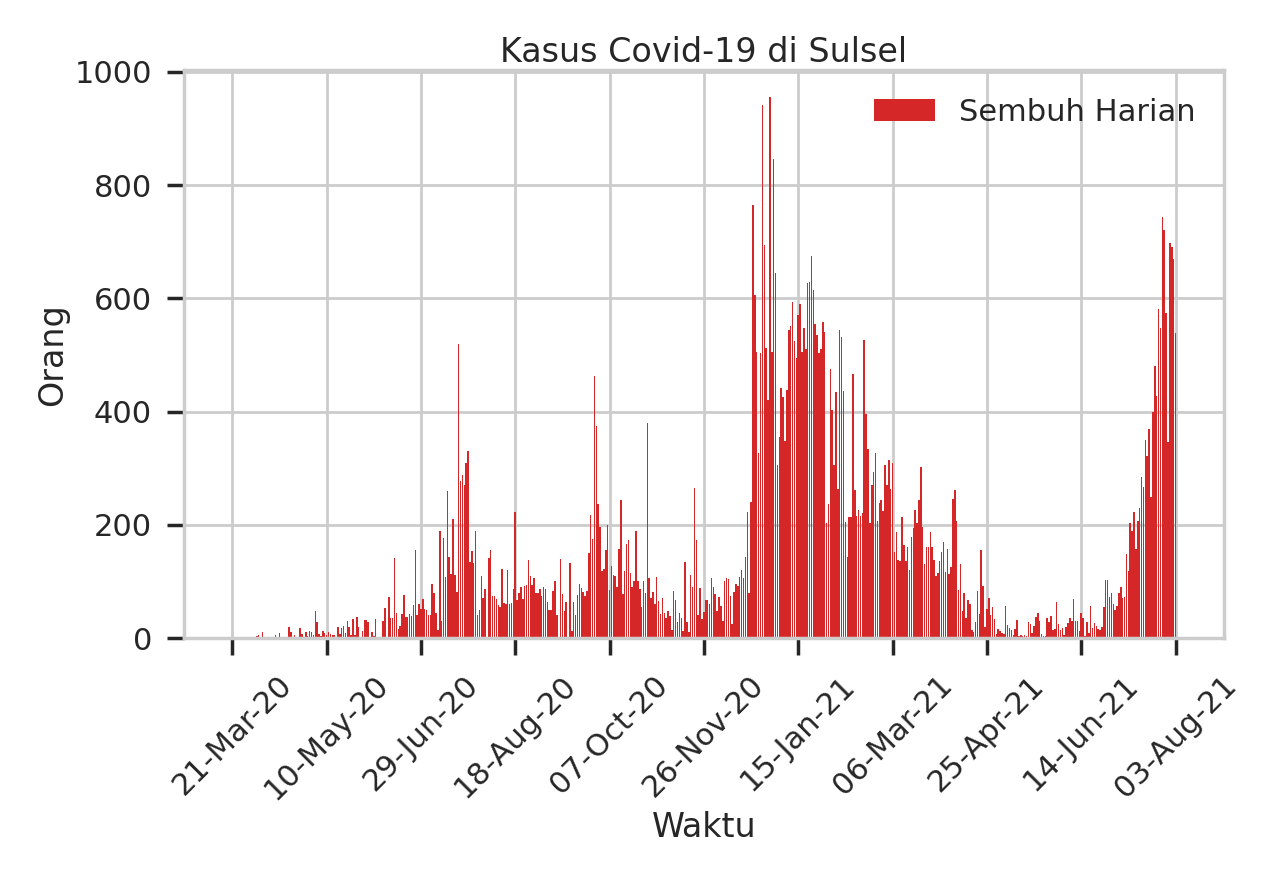 Kasus Covid-19 di Sulsel
Sembuh Harian
Orang
1000
800
600
400
200
0
21-Mar-20
10-May-20
29-Jun-20
18-Aug-20
07-Oct-20
26-Nov-20
15-Jan-21
06-Mar-21
25-Apr-21
14-Jun-21
03-Aug-21
Waktu